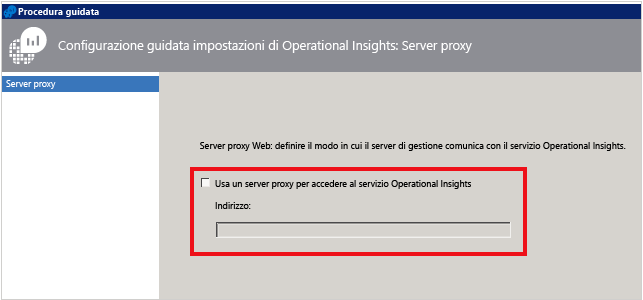 Procedura guidata
Configurazione guidata impostazioni di Operational Insights: Server proxy
Server proxy
Server proxy Web: definire il modo in cui il server di gestione comunica con il servizio Operational Insights.
Usa un server proxy per accedere al servizio Operational Insights
Indirizzo: